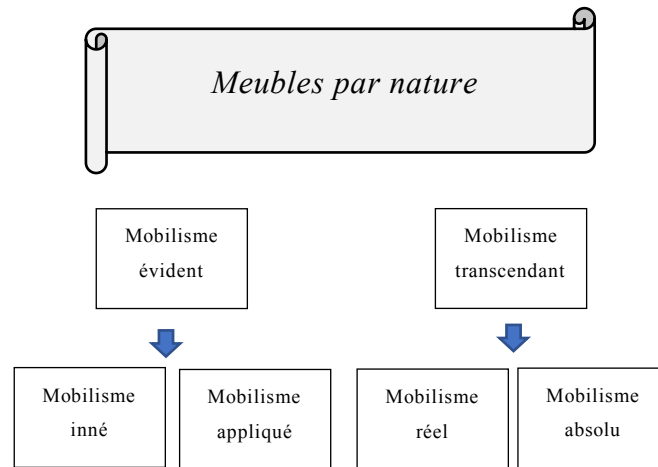 Meubles par nature
Mobilisme
évident
Mobilisme
transcendant
Mobilisme
inné
Mobilisme
appliqué
Mobilisme
réel
Mobilisme
absolu